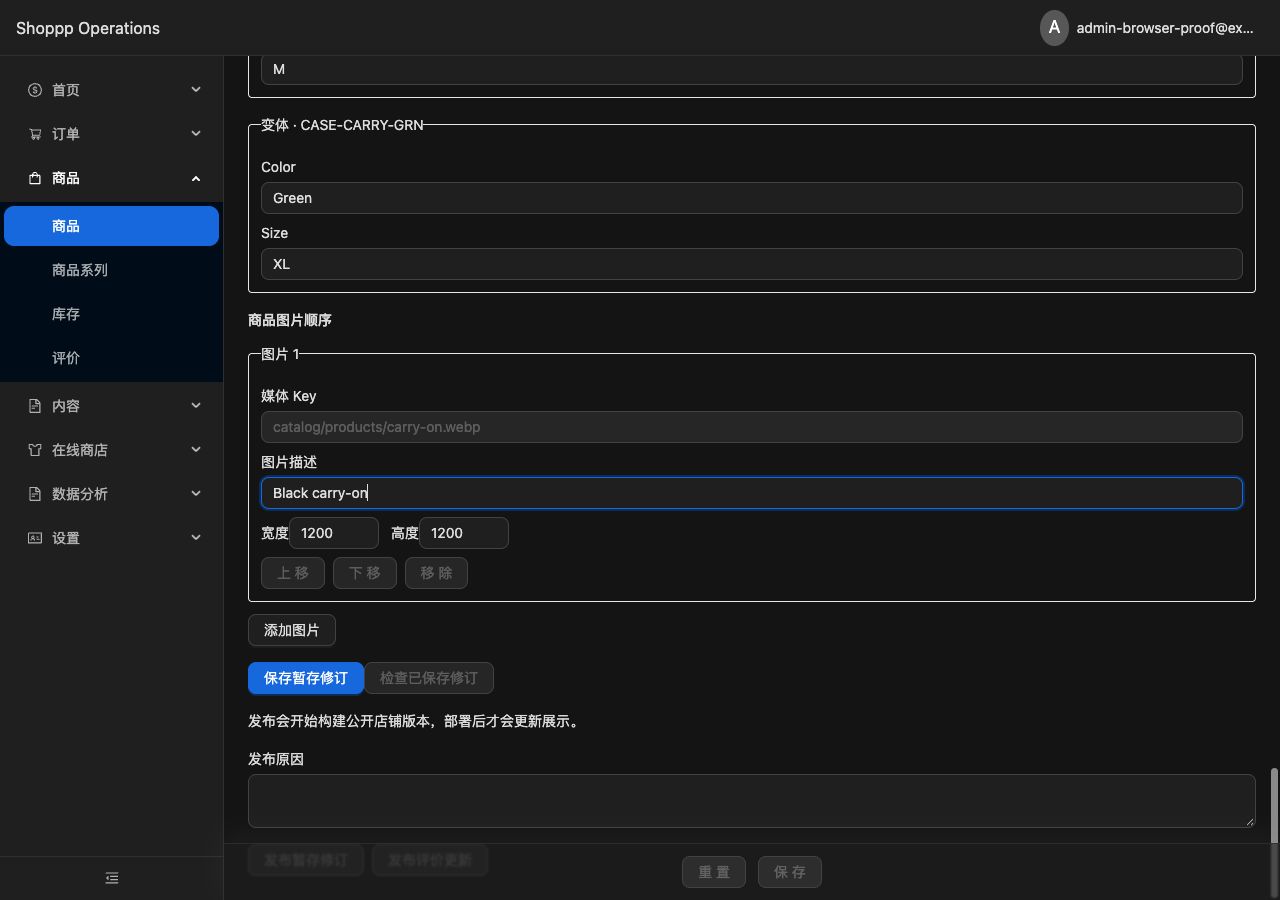 Shoppp Operations
A
admin-browser-proof@ex...
首页
订单
商品
商品
商品系列
库存
评价
内容
在线商店
数据分析
设置
M
变体 · CASE-CARRY-GRN
Color
Green
Size
XL
商品图片顺序
图片 1
媒体 Key
catalog/products/carry-on.webp
图片描述
Black carry-on
宽度 1200 高度 1200
上移 下移 移除
添加图片
保存暂存修订 检查已保存修订
发布会开始构建公开店铺版本，部署后才会更新展示。
发布原因
发布暂存修订 发布评价更新
重置 保存